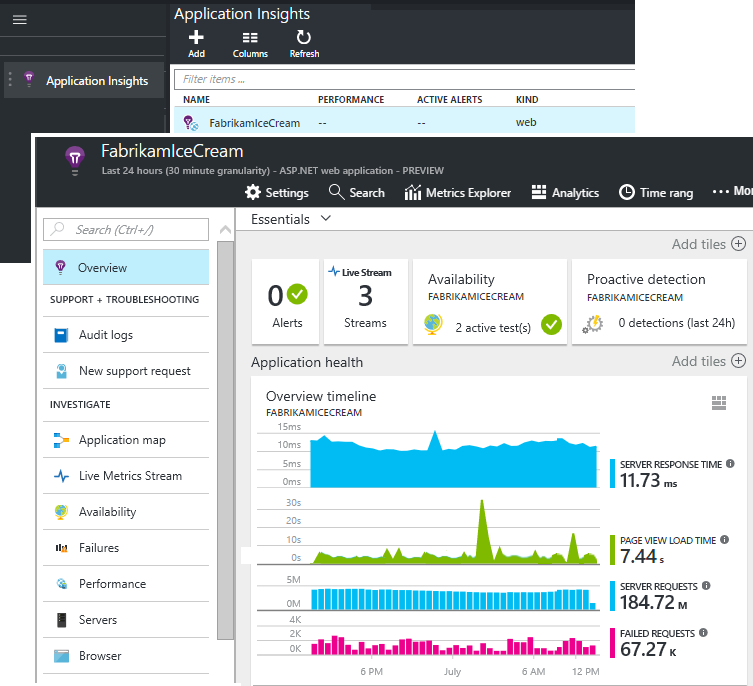 Application Insights
Add Columns Refresh
Application Insights
Filter items ...
NAME PERFORMANCE ACTIVE ALERTS KIND
FabrikamIceCream -- -- web
FabrikamIceCream
Last 24 hours (30 minute granularity) - ASP.NET web application - PREVIEW
Settings Search Metrics Explorer Analytics Time rang Mor
Search (Ctrl+/)
Overview
SUPPORT + TROUBLESHOOTING
Audit logs
New support request
INVESTIGATE
Application map
Live Metrics Stream
Availability
Failures
Performance
Servers
Browser
Essentials
Add tiles
0
Alerts
Live Stream
3
Streams
Availability
FABRIKAMICECREAM
2 active test(s)
Proactive detection
FABRIKAMICECREAM
0 detections (last 24h)
Application health
Add tiles
Overview timeline
FABRIKAMICECREAM
15ms
10ms
5ms
0ms
SERVER RESPONSE TIME
11.73 ms
30s
20s
10s
0s
PAGE VIEW LOAD TIME
7.44 s
5M
0M
SERVER REQUESTS
184.72 M
4K
2K
0K
FAILED REQUESTS
67.27 K
6 PM July 6 AM 12 PM